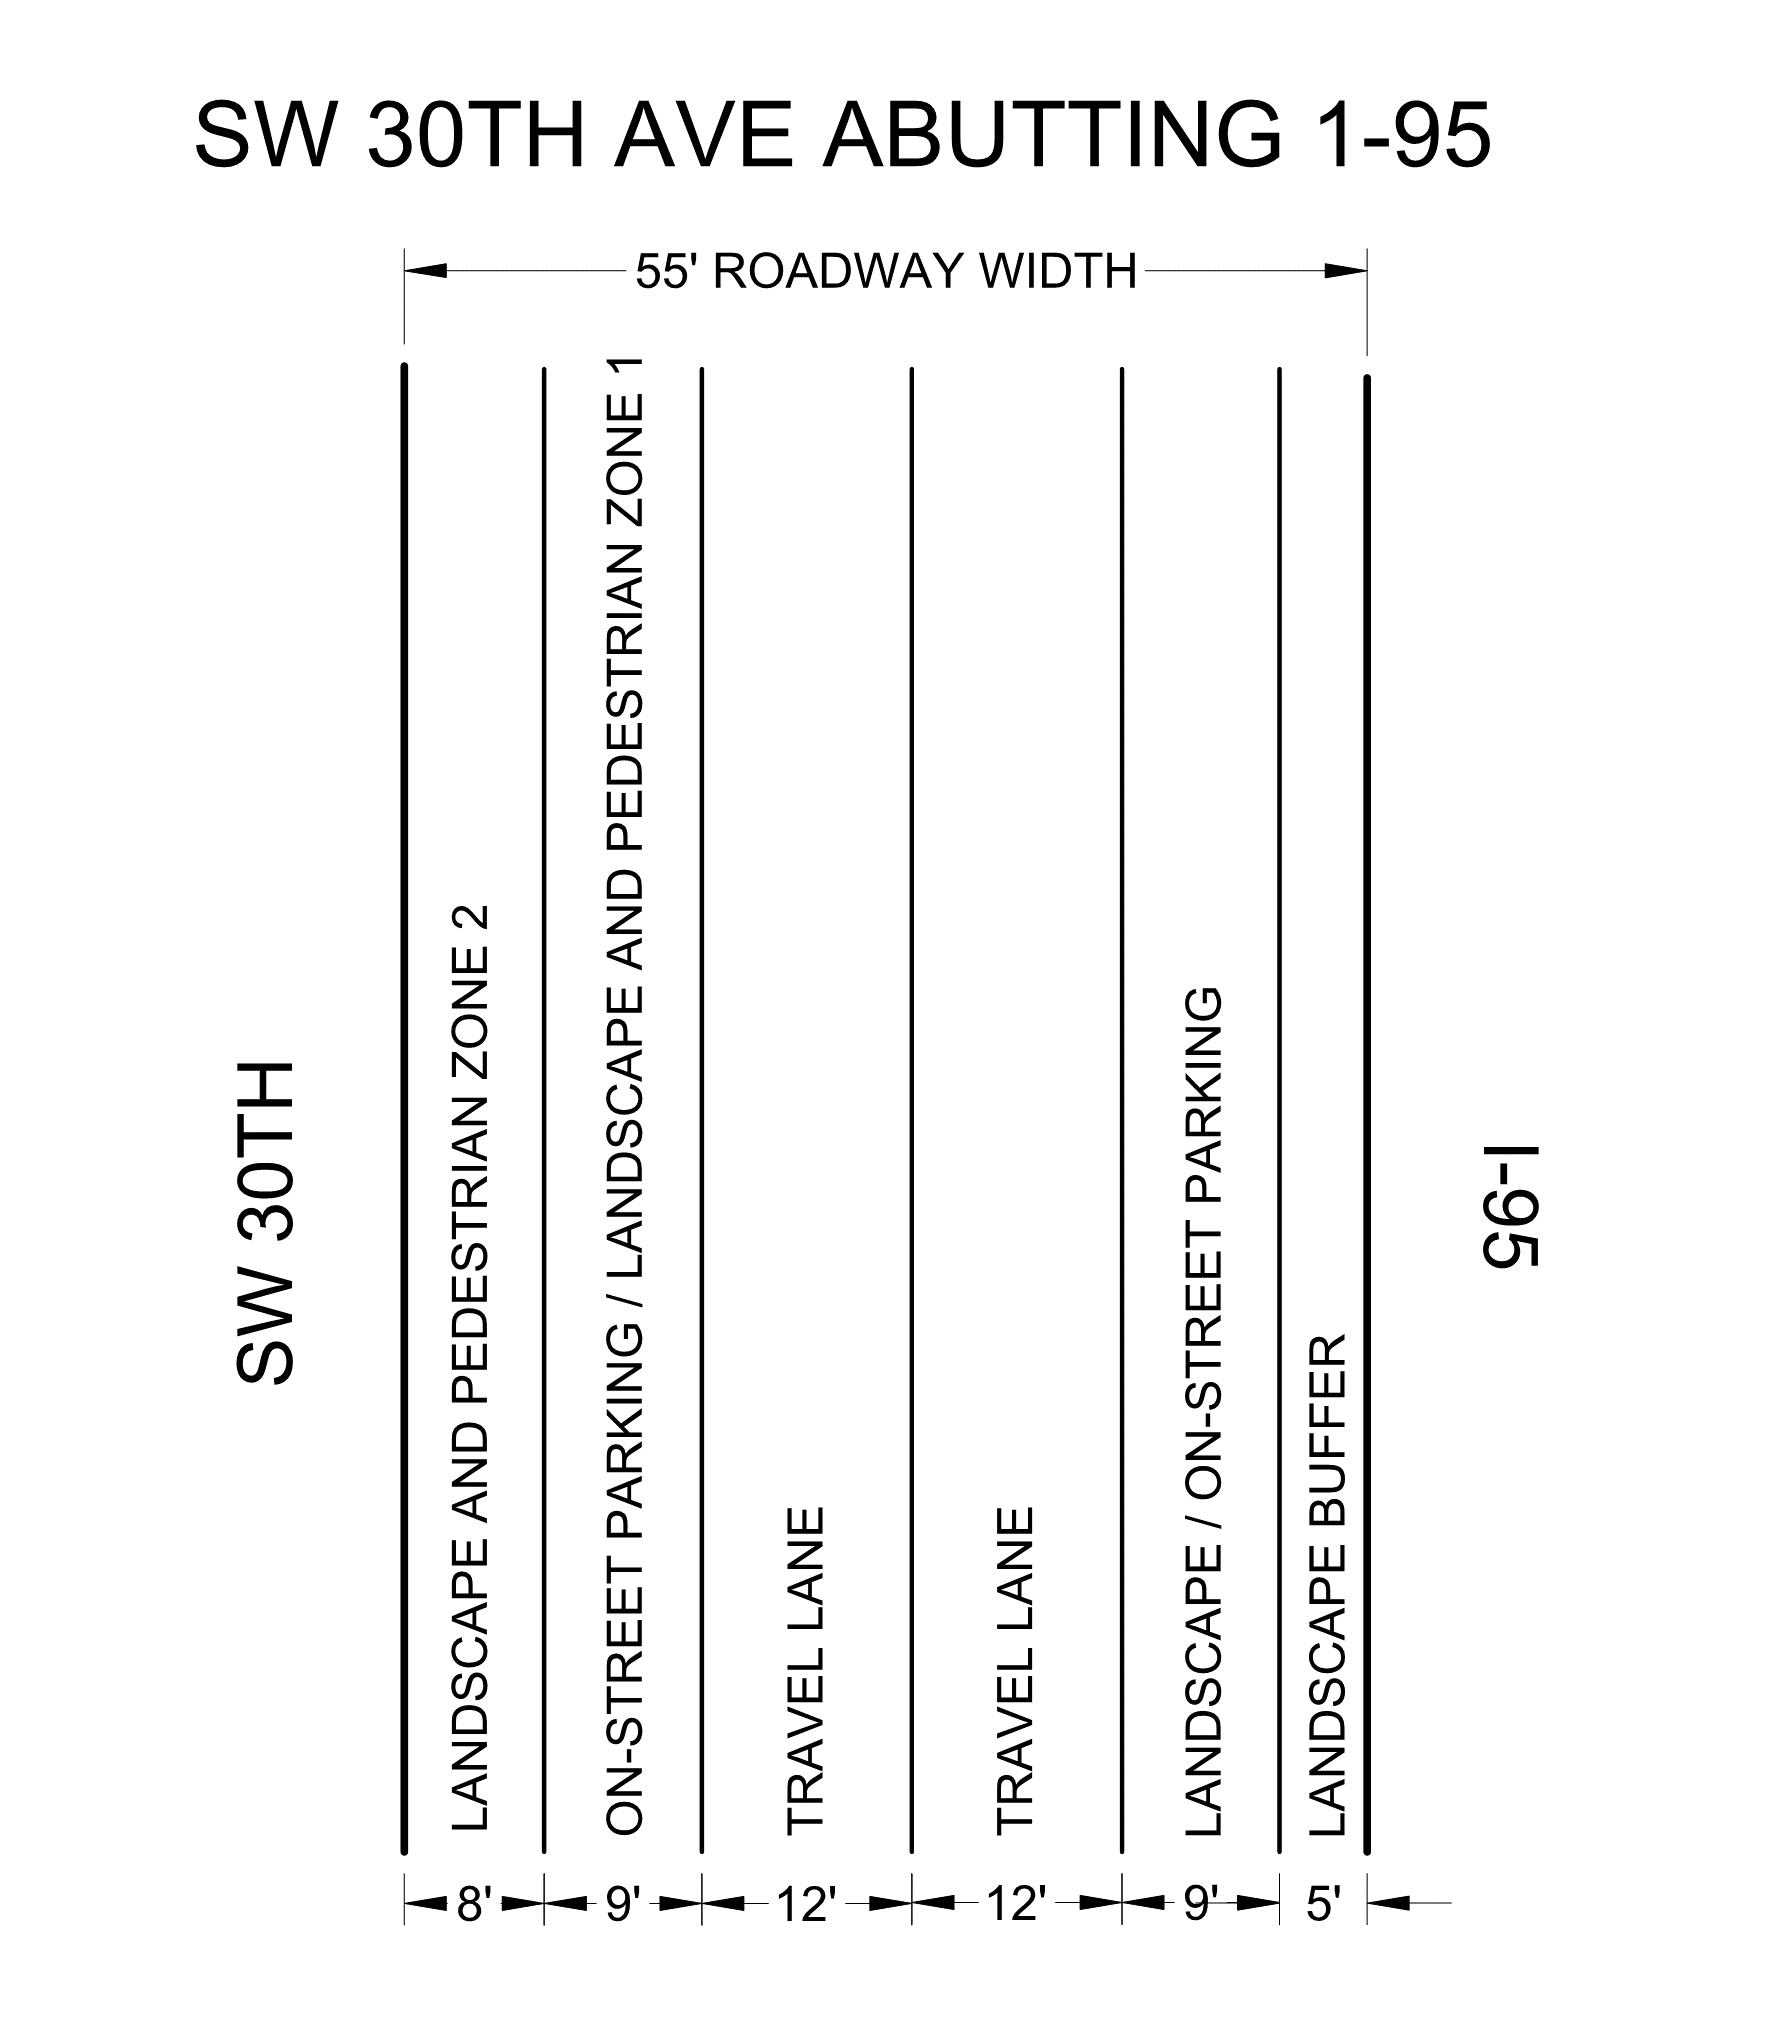 SW 30TH AVE ABUTTING 1-95
55' ROADWAY WIDTH
SW 30TH
LANDSCAPE AND PEDESTRIAN ZONE 2
ON-STREET PARKING / LANDSCAPE AND PEDESTRIAN ZONE 1
TRAVEL LANE
TRAVEL LANE
LANDSCAPE / ON-STREET PARKING
LANDSCAPE BUFFER
I-95
8' 9' 12' 12' 9' 5'